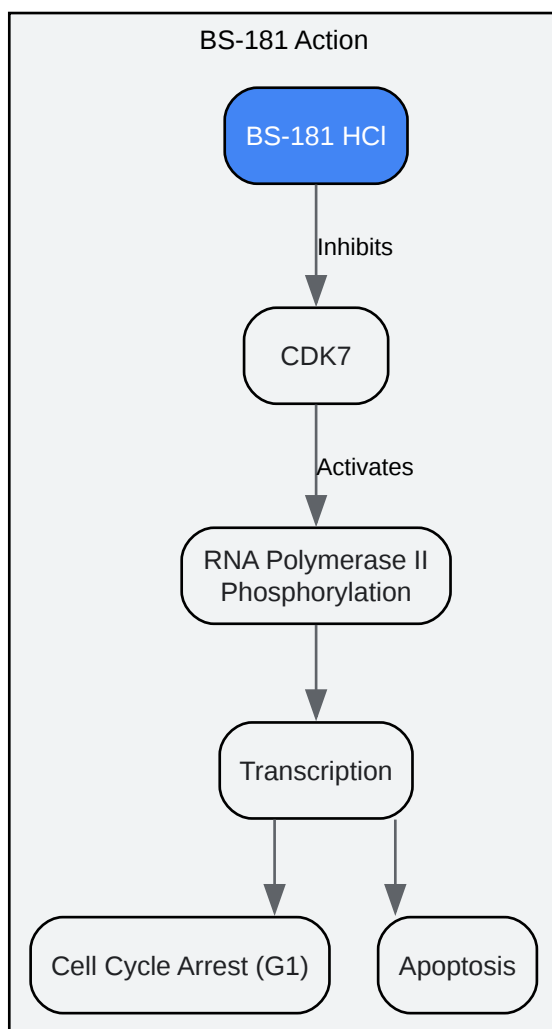 BS-181 Action
BS-181 HCl
Inhibits
CDK7
Activates
RNA Polymerase II
Phosphorylation
Transcription
Cell Cycle Arrest (G1)
Apoptosis